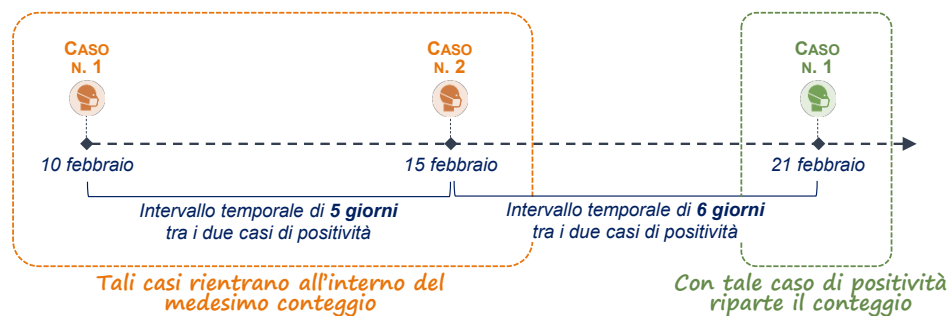 CASO
N. 1
CASO
N. 2
CASO
N. 1
10 febbraio
15 febbraio
21 febbraio
Intervallo temporale di 5 giorni
tra i due casi di positività
Intervallo temporale di 6 giorni
tra i due casi di positività
Tali casi rientrano all'interno del
medesimo conteggio
Con tale caso di positività
riparte il conteggio